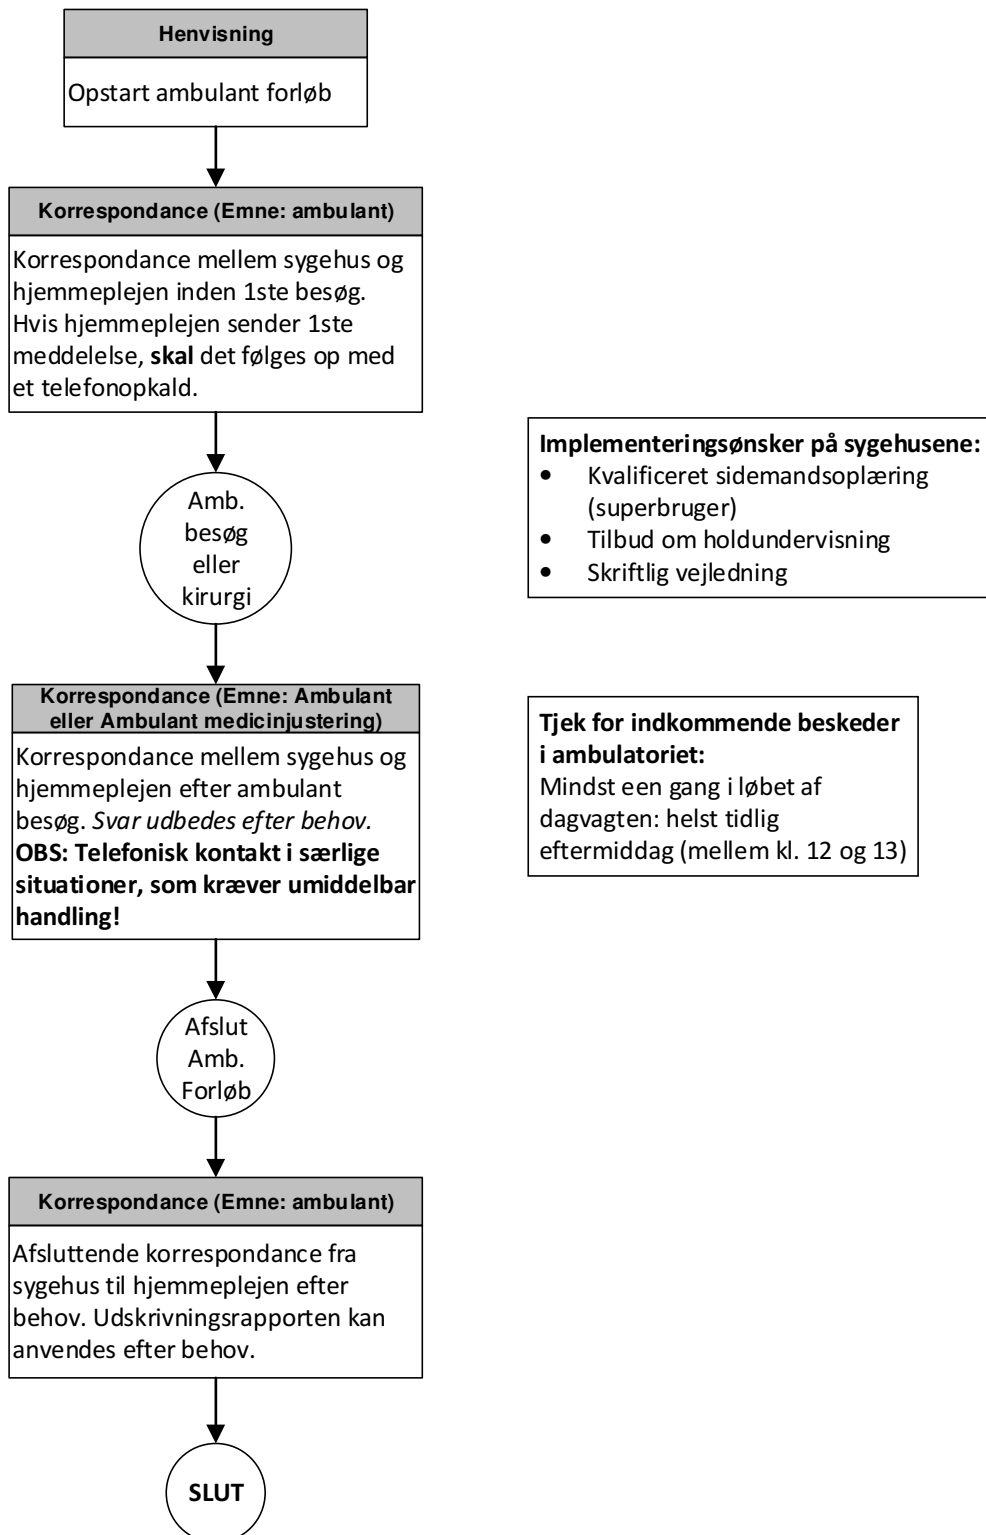 Henvisning
Opstart ambulant forløb
Korrespondance (Emne: ambulant)
Korrespondance mellem sygehus og
hjemmeplejen inden 1ste besøg.
Hvis hjemmeplejen sender 1ste
meddelelse, skal det følges op med
et telefonopkald.
Amb.
besøg
eller
kirurgi
Implementeringsønsker på sygehusene:
• Kvalificeret sidemandsoplæring
(superbruger)
• Tilbud om holdundervisning
• Skriftlig vejledning
Korrespondance (Emne: Ambulant
eller Ambulant medicinjustering)
Korrespondance mellem sygehus og
hjemmeplejen efter ambulant
besøg. Svar udbedes efter behov.
OBS: Telefonisk kontakt i særlige
situationer, som kræver umiddelbar
handling!
Tjek for indkommende beskeder
i ambulatoriet:
Mindst een gang i løbet af
dagvagten: helst tidlig
eftermiddag (mellem kl. 12 og 13)
Afslut
Amb.
Forløb
Korrespondance (Emne: ambulant)
Afsluttende korrespondance fra
sygehus til hjemmeplejen efter
behov. Udskrivningsrapporten kan
anvendes efter behov.
SLUT